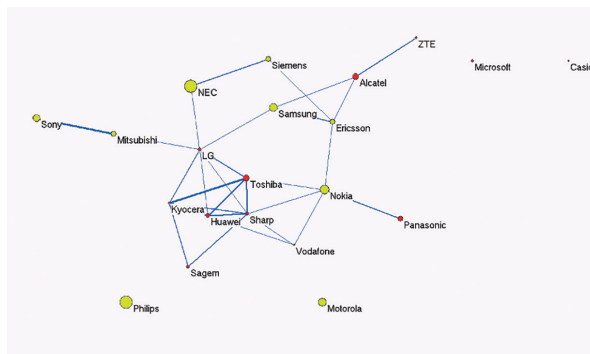 ZTE
Siemens
Microsoft
Casio
Alcatel
NEC
Samsung
Sony
Ericsson
Mitsubishi
LG
Toshiba
Nokia
Kyocera
Huawei
Sharp
Panasonic
Vodafone
Sagem
Philips
Motorola